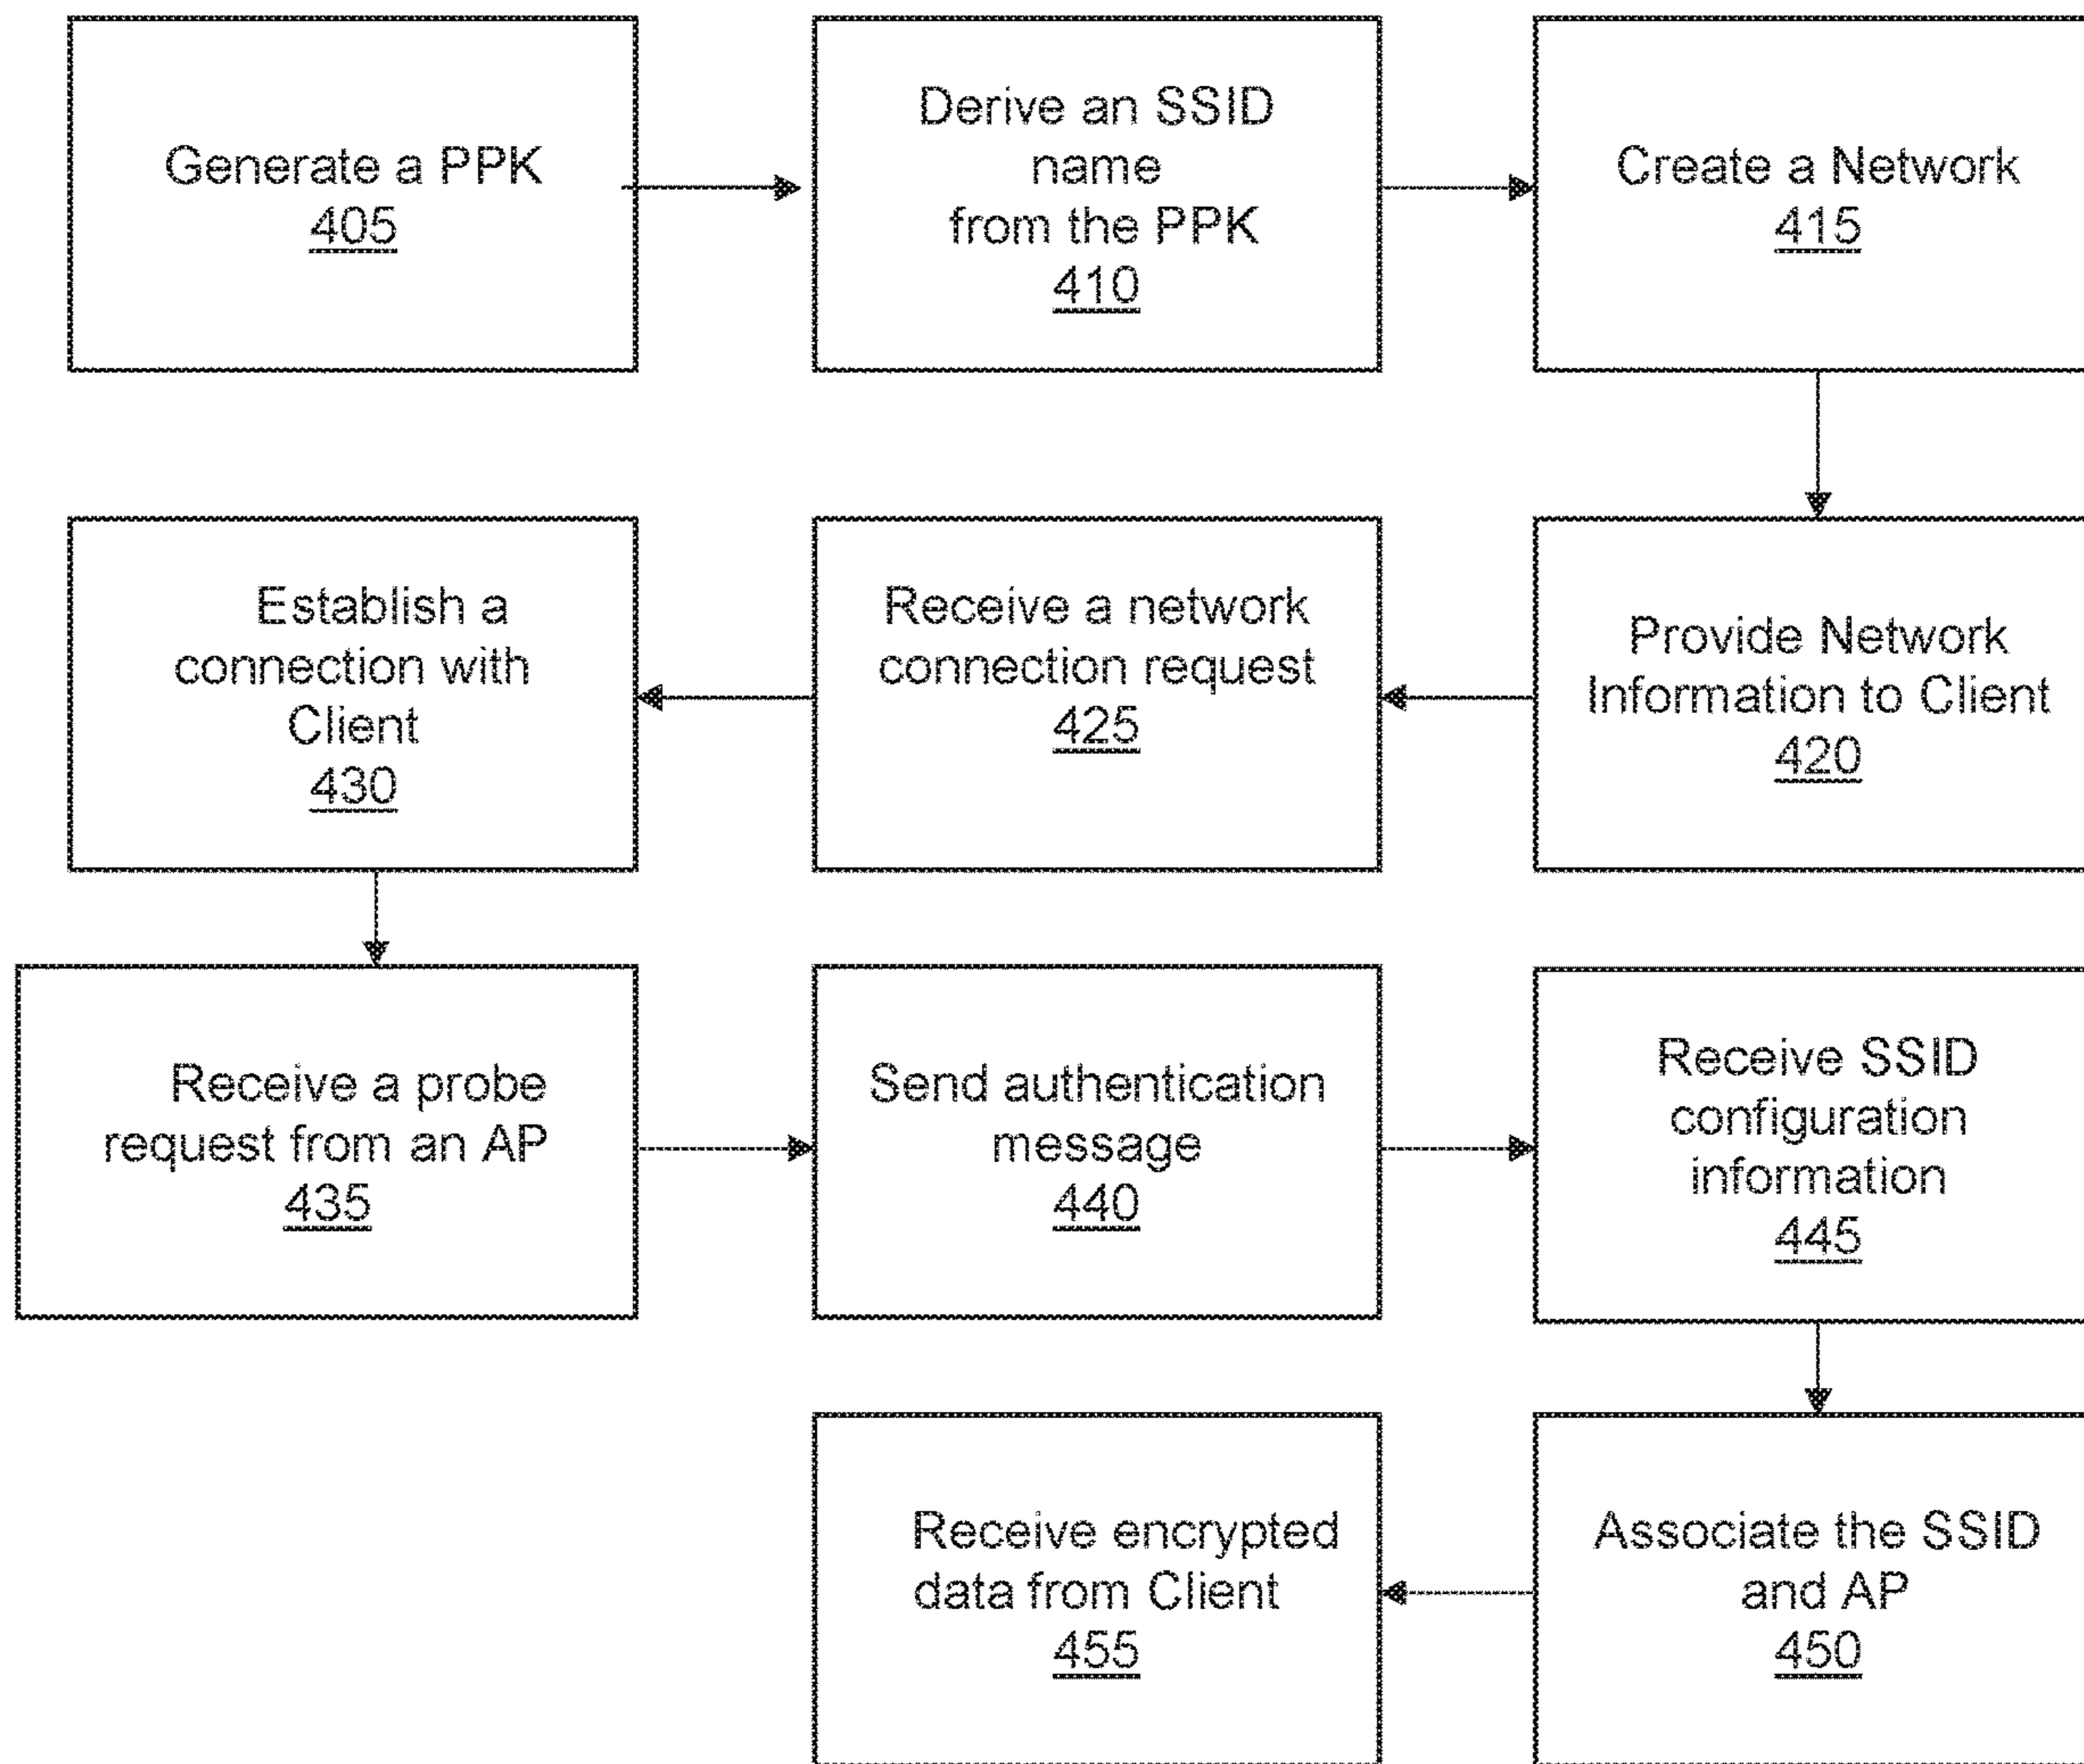 Generate a PPK
405
Derive an SSID
name
from the PPK
410
Create a Network
415
Establish a
connection with
Client
430
Receive a network
connection request
425
Provide Network
Information to Client
420
Receive a probe
request from an AP
435
Send authentication
message
440
Receive SSID
configuration
information
445
Receive encrypted
data from Client
455
Associate the SSID
and AP
450